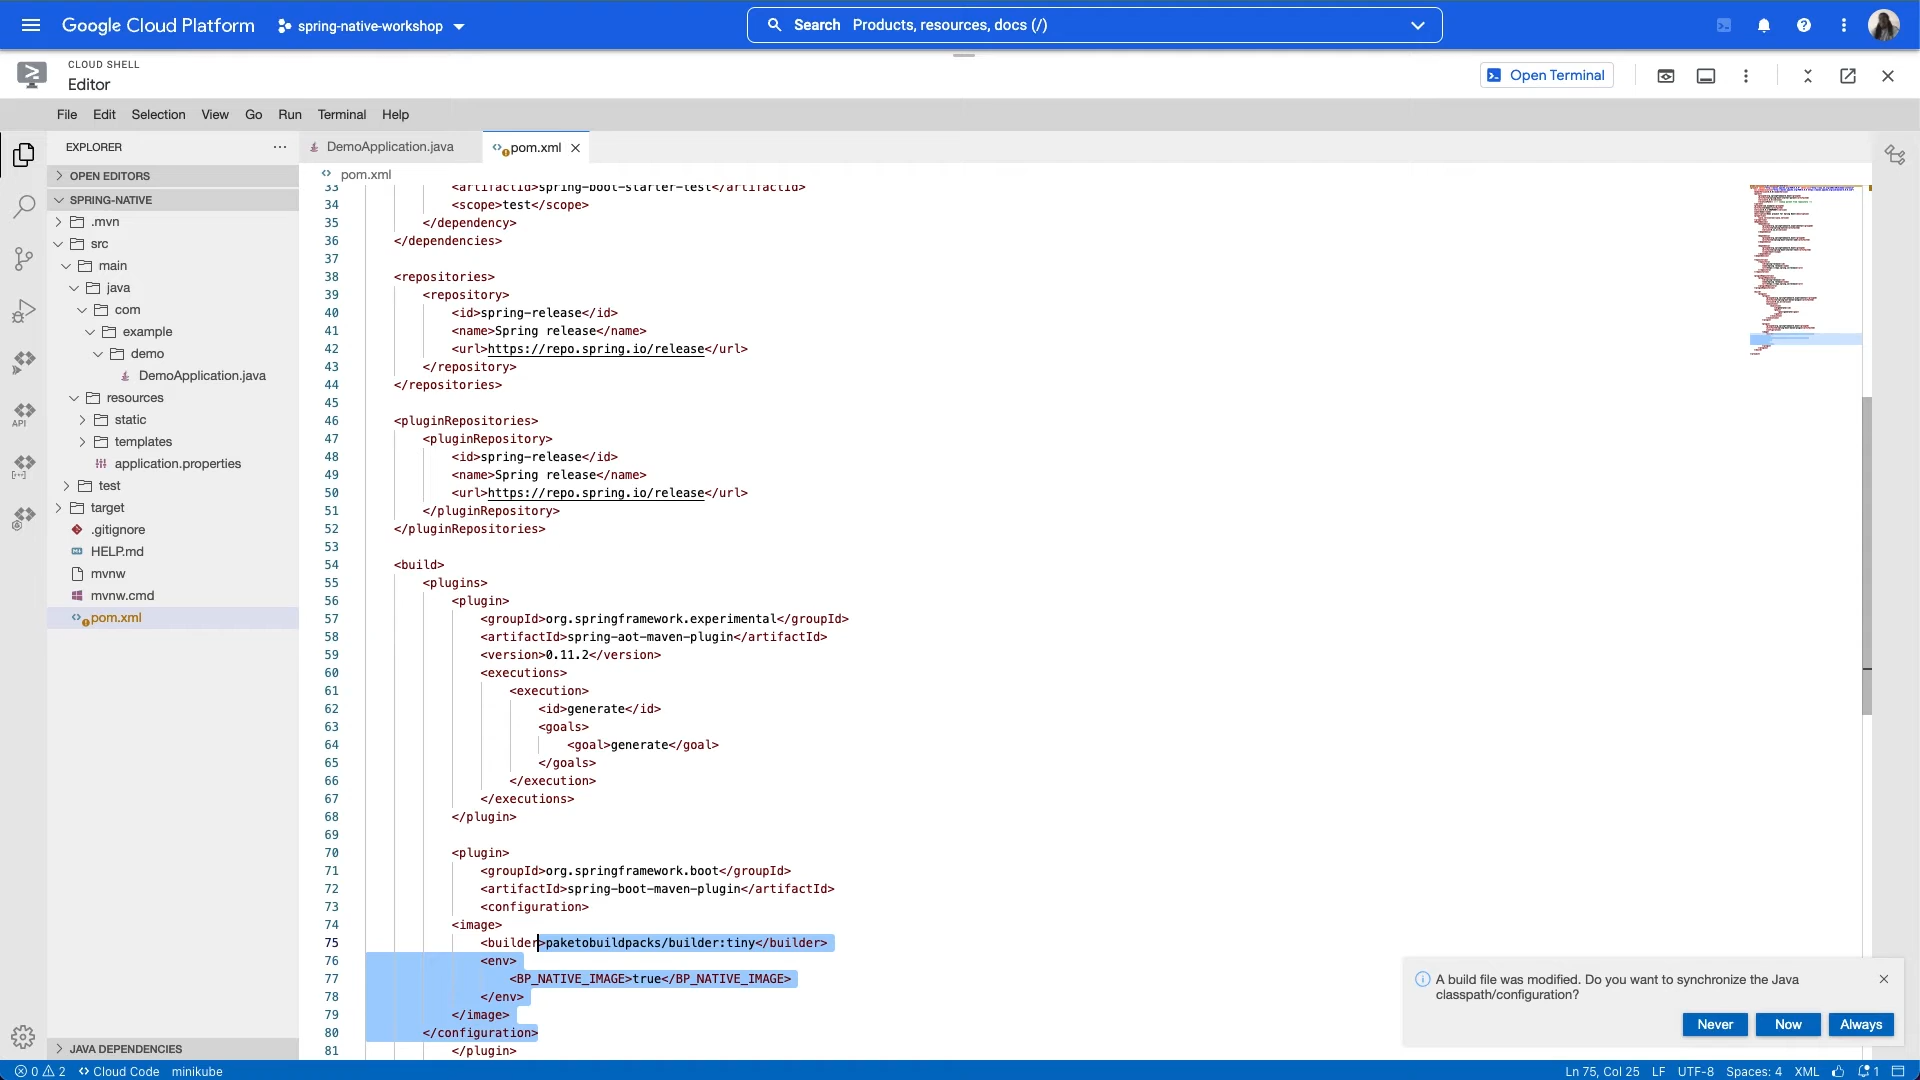 Google Cloud Platform
spring-native-workshop
Search Products, resources, docs (/)
CLOUD SHELL
Editor
Open Terminal
File Edit Selection View Go Run Terminal Help
EXPLORER
OPEN EDITORS
SPRING-NATIVE
.mvn
src
main
java
com
example
demo
DemoApplication.java
resources
static
templates
application.properties
test
target
.gitignore
HELP.md
mvnw
mvnw.cmd
pom.xml
JAVA DEPENDENCIES
API
DemoApplication.java
pom.xml
pom.xml
33 <artifactId>spring-boot-starter-test</artifactId>
34 <scope>test</scope>
35 </dependency>
36 </dependencies>
37
38 <repositories>
39 <repository>
40 <id>spring-release</id>
41 <name>Spring release</name>
42 <url>https://repo.spring.io/release</url>
43 </repository>
44 </repositories>
45
46 <pluginRepositories>
47 <pluginRepository>
48 <id>spring-release</id>
49 <name>Spring release</name>
50 <url>https://repo.spring.io/release</url>
51 </pluginRepository>
52 </pluginRepositories>
53
54 <build>
55 <plugins>
56 <plugin>
57 <groupId>org.springframework.experimental</groupId>
58 <artifactId>spring-aot-maven-plugin</artifactId>
59 <version>0.11.2</version>
60 <executions>
61 <execution>
62 <id>generate</id>
63 <goals>
64 <goal>generate</goal>
65 </goals>
66 </execution>
67 </executions>
68 </plugin>
69
70 <plugin>
71 <groupId>org.springframework.boot</groupId>
72 <artifactId>spring-boot-maven-plugin</artifactId>
73 <configuration>
74 <image>
75 <builder>paketobuildpacks/builder:tiny</builder>
76 <env>
77 <BP_NATIVE_IMAGE>true</BP_NATIVE_IMAGE>
78 </env>
79 </image>
80 </configuration>
81 </plugin>
A build file was modified. Do you want to synchronize the Java
classpath/configuration?
Never Now Always
0 2 Cloud Code minikube
Ln 75, Col 25 LF UTF-8 Spaces: 4 XML 1